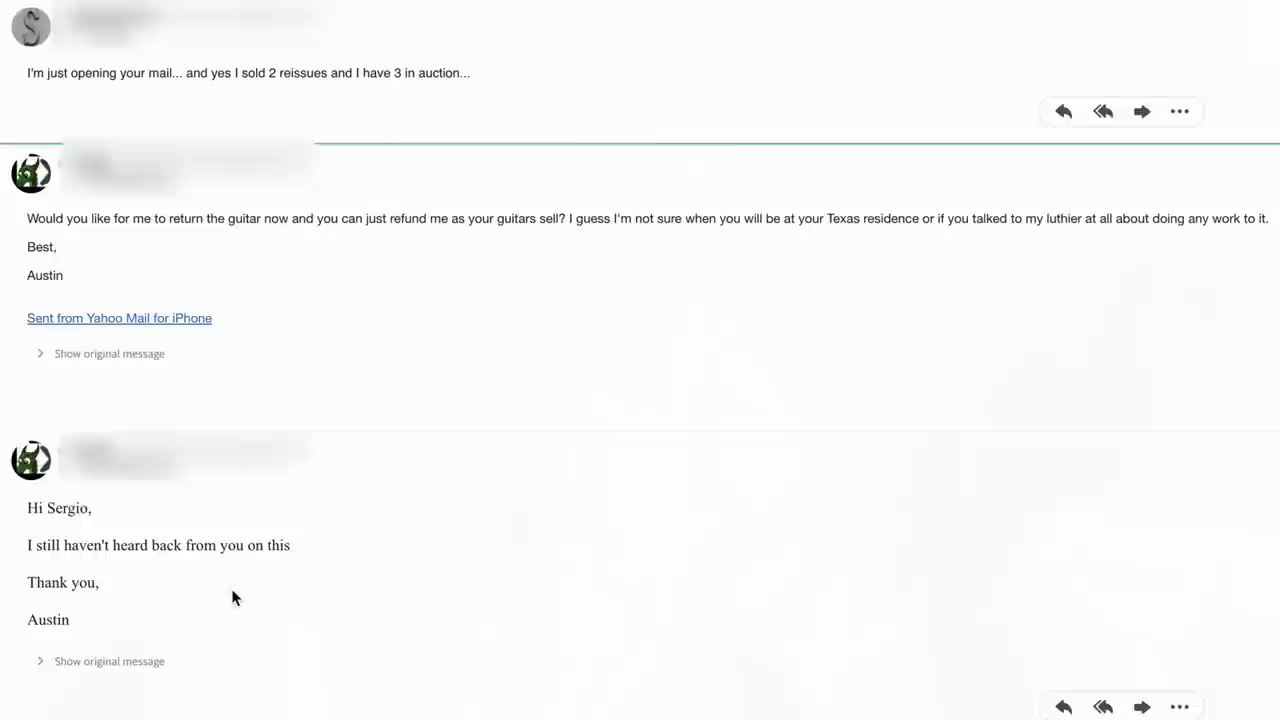 I'm just opening your mail... and yes I sold 2 reissues and I have 3 in auction...
Would you like for me to return the guitar now and you can just refund me as your guitars sell? I guess I'm not sure when you will be at your Texas residence or if you talked to my luthier at all about doing any work to it.
Best,
Austin
Sent from Yahoo Mail for iPhone
Show original message
Hi Sergio,
I still haven't heard back from you on this
Thank you,
Austin
Show original message